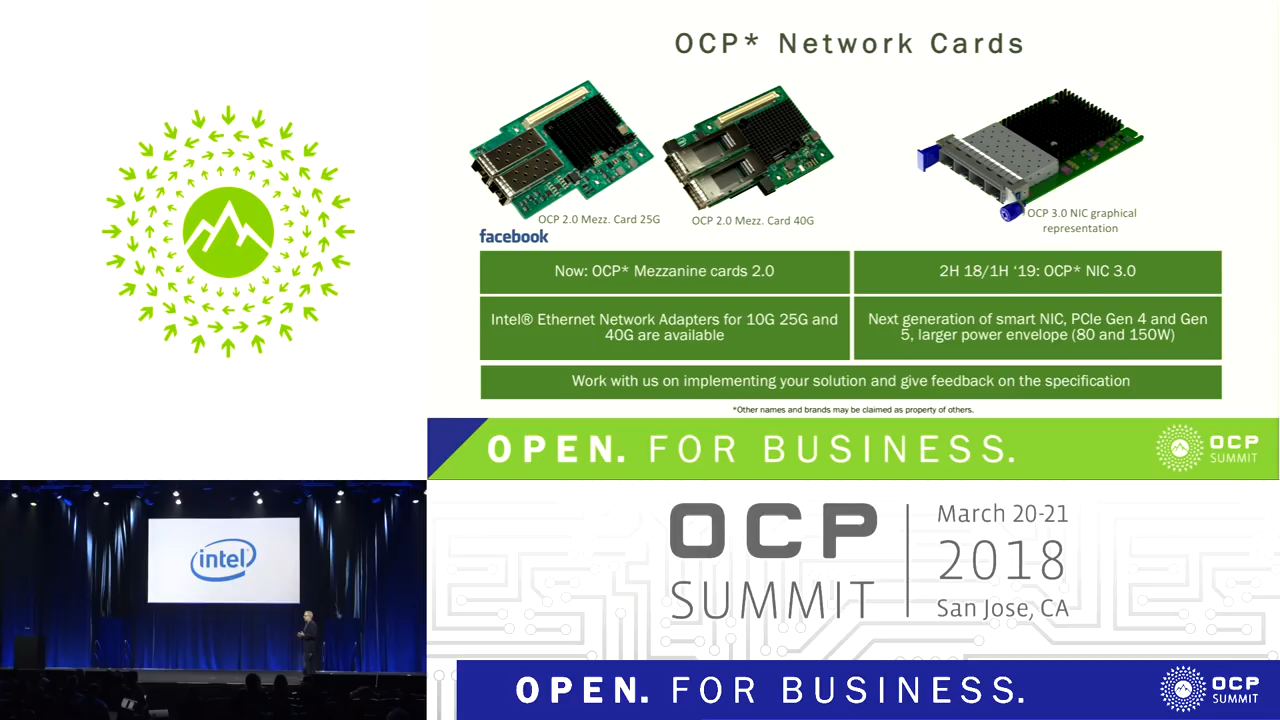 OCP* Network Cards
OCP 2.0 Mezz. Card 25G
OCP 2.0 Mezz. Card 40G
OCP 3.0 NIC graphical
representation
facebook
Now: OCP* Mezzanine cards 2.0
2H 18/1H ‘19: OCP* NIC 3.0
Intel® Ethernet Network Adapters for 10G 25G and
40G are available
Next generation of smart NIC, PCIe Gen 4 and Gen
5, larger power envelope (80 and 150W)
Work with us on implementing your solution and give feedback on the specification
*Other names and brands may be claimed as property of others.
OPEN. FOR BUSINESS.
OCP
SUMMIT
intel
OCP
SUMMIT
March 20-21
2018
San Jose, CA
OPEN. FOR BUSINESS.
OCP
SUMMIT